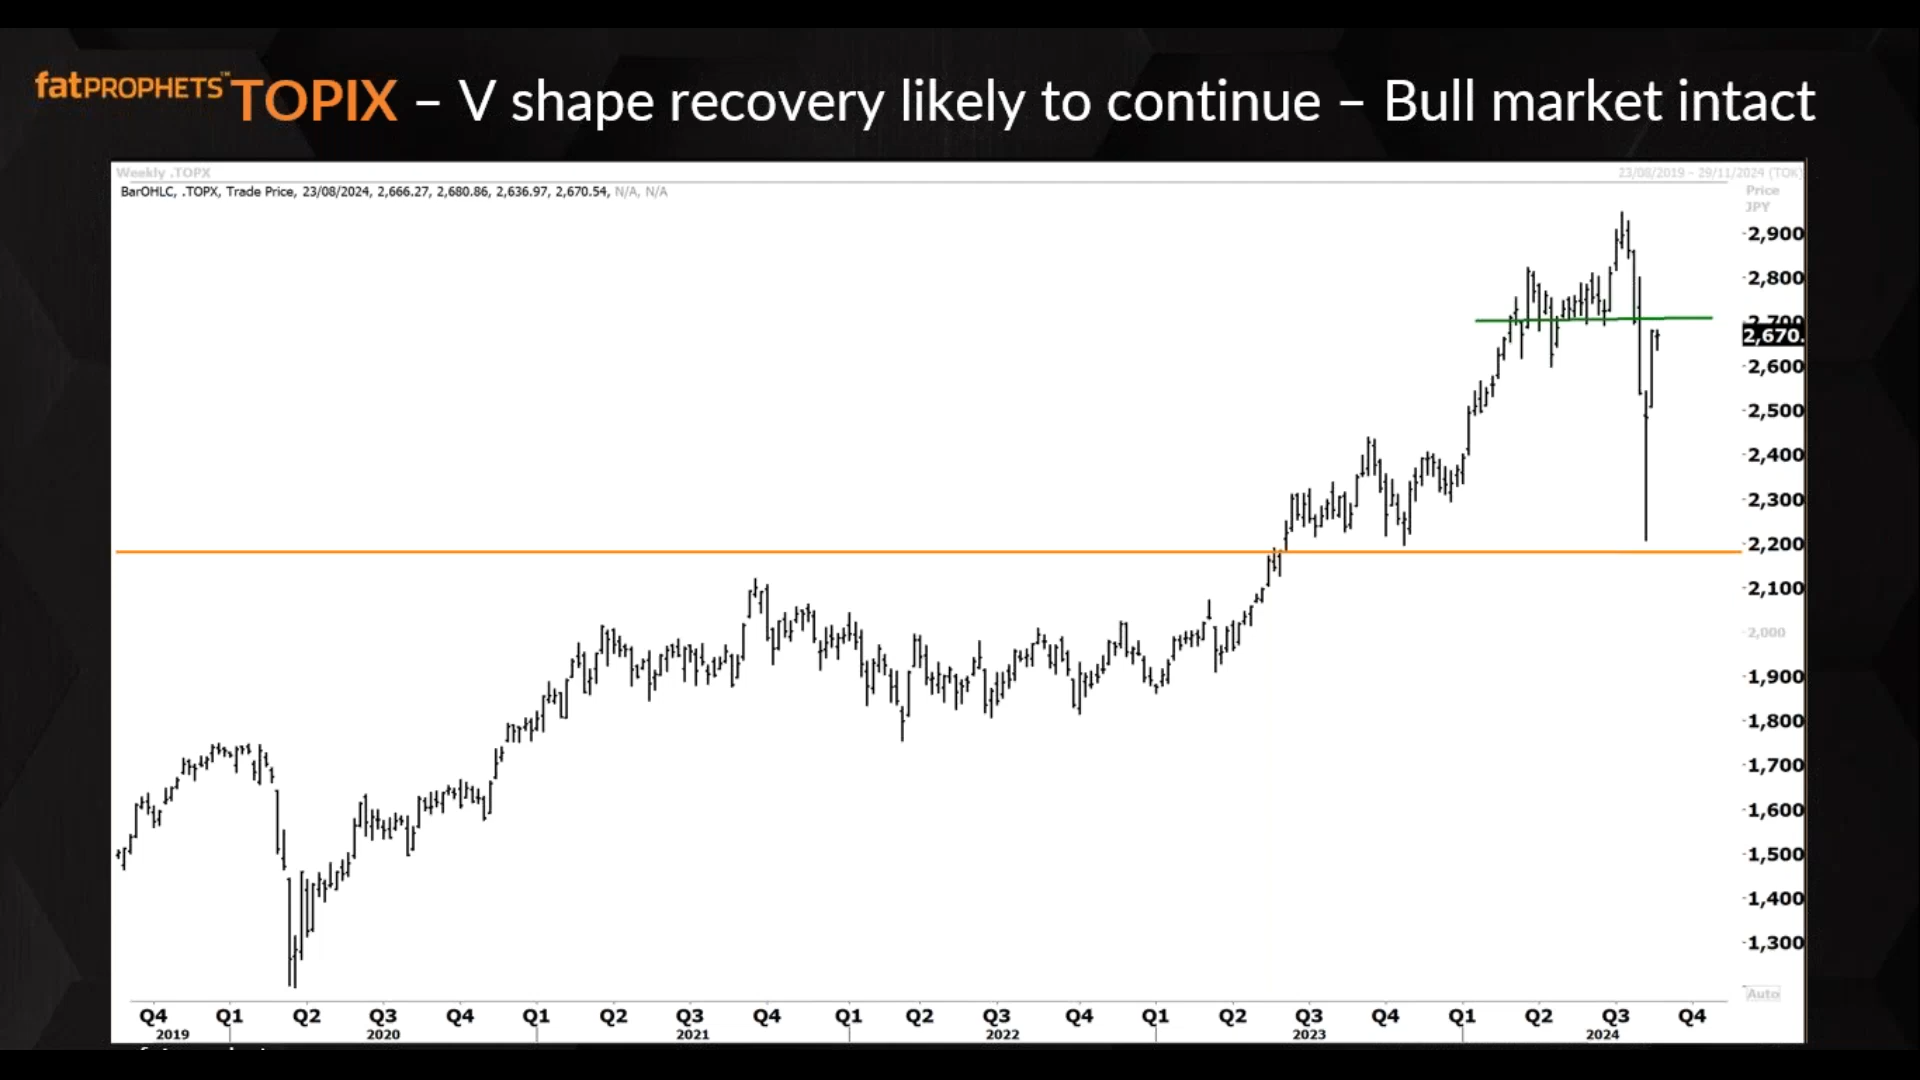 fatPROPHETS™ TOPIX – V shape recovery likely to continue – Bull market intact
Weekly .TOPX
23/08/2019 - 29/11/2024 (TOK)
BarOHLC, .TOPX, Trade Price, 23/08/2024, 2,666.27, 2,680.86, 2,636.97, 2,670.54, N/A, N/A
Price
JPY
2,900
2,800
2,700
2,670.
2,600
2,500
2,400
2,300
2,200
2,100
2,000
1,900
1,800
1,700
1,600
1,500
1,400
1,300
Auto
Q4 Q1 Q2 Q3 Q4 Q1 Q2 Q3 Q4 Q1 Q2 Q3 Q4 Q1 Q2 Q3 Q4 Q1 Q2 Q3 Q4
2019 2020 2021 2022 2023 2024